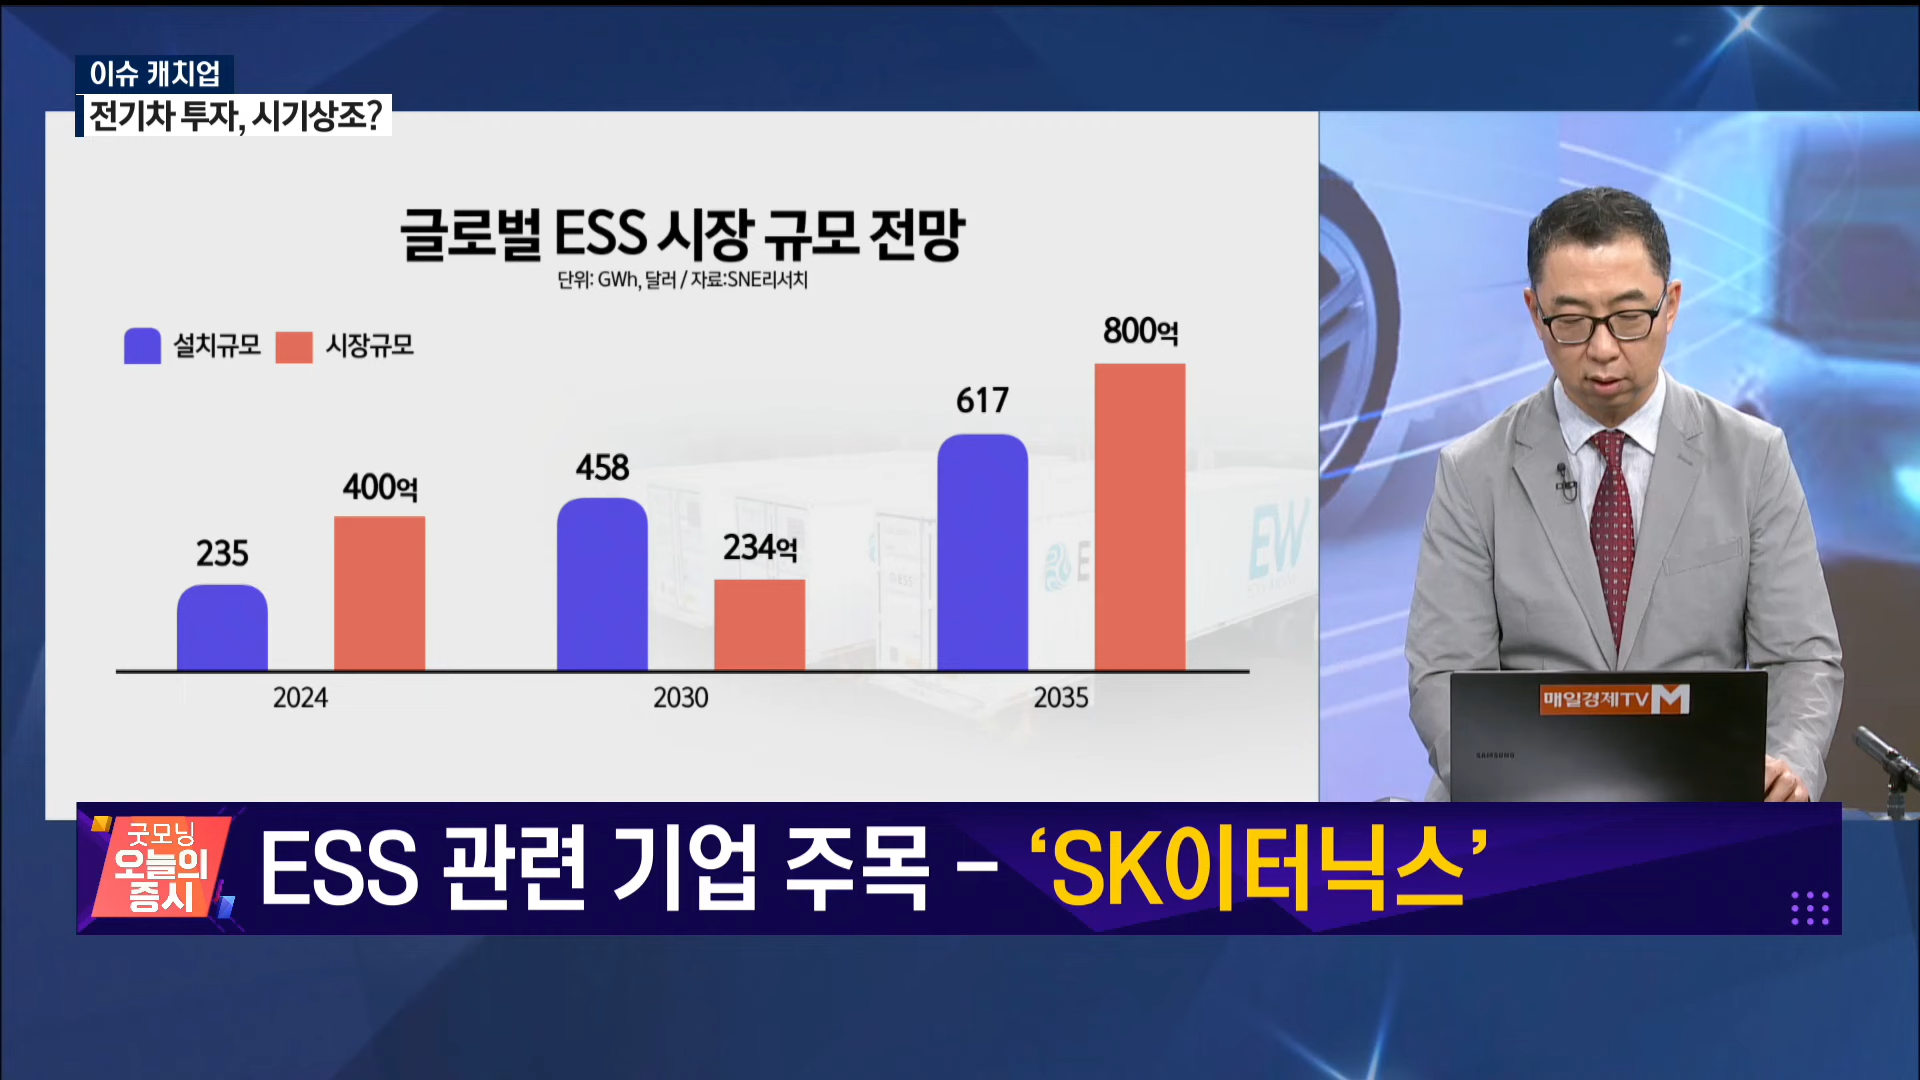 이슈 캐치업
전기차 투자, 시기상조?
글로벌 ESS 시장 규모 전망
단위: GWh, 달러 / 자료:SNE리서치
설치규모 시장규모
235 400억 458 234억 617 800억
2024 2030 2035
EW
ESS
매일경제TV M
SAMSUNG
굿모닝
오늘의
증시
ESS 관련 기업 주목 - ‘SK이터닉스’